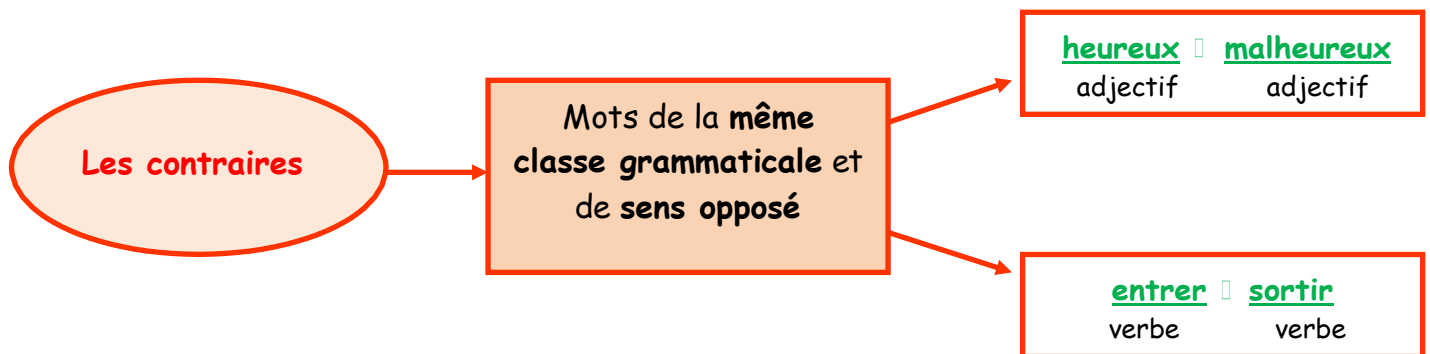 Les contraires
Mots de la même
classe grammaticale et
de sens opposé
heureux malheureux
adjectif adjectif
entrer sortir
verbe verbe